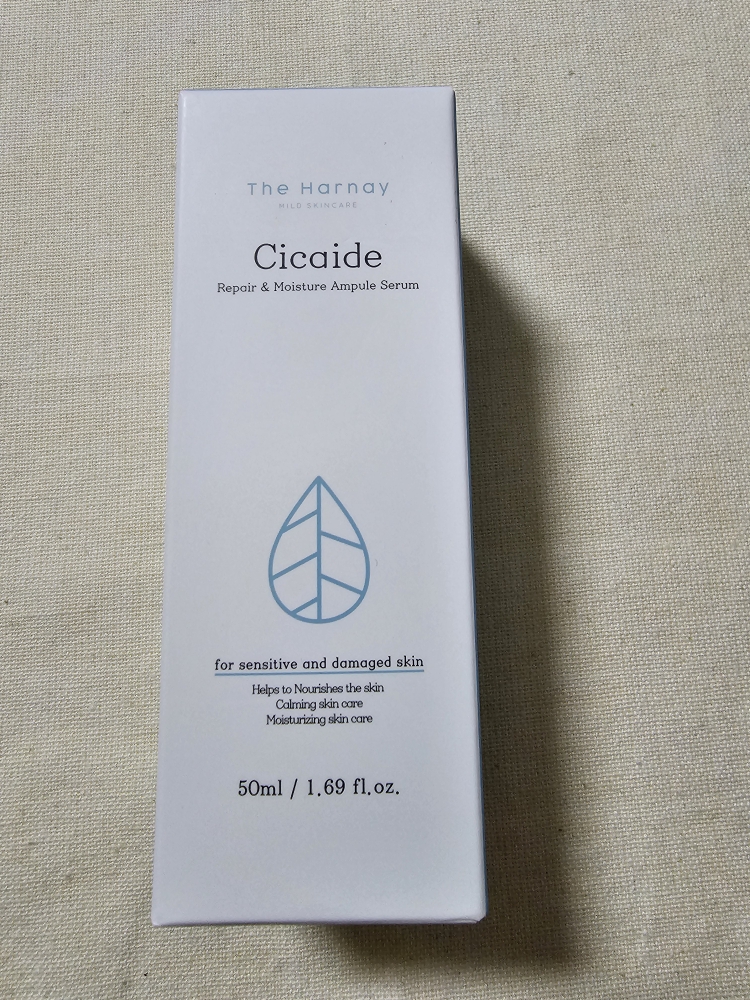 The Harnay
MILD SKINCARE
Cicaide
Repair & Moisture Ampule Serum
for sensitive and damaged skin
Helps to Nourishes the skin
Calming skin care
Moisturizing skin care
50ml / 1.69 fl.oz.